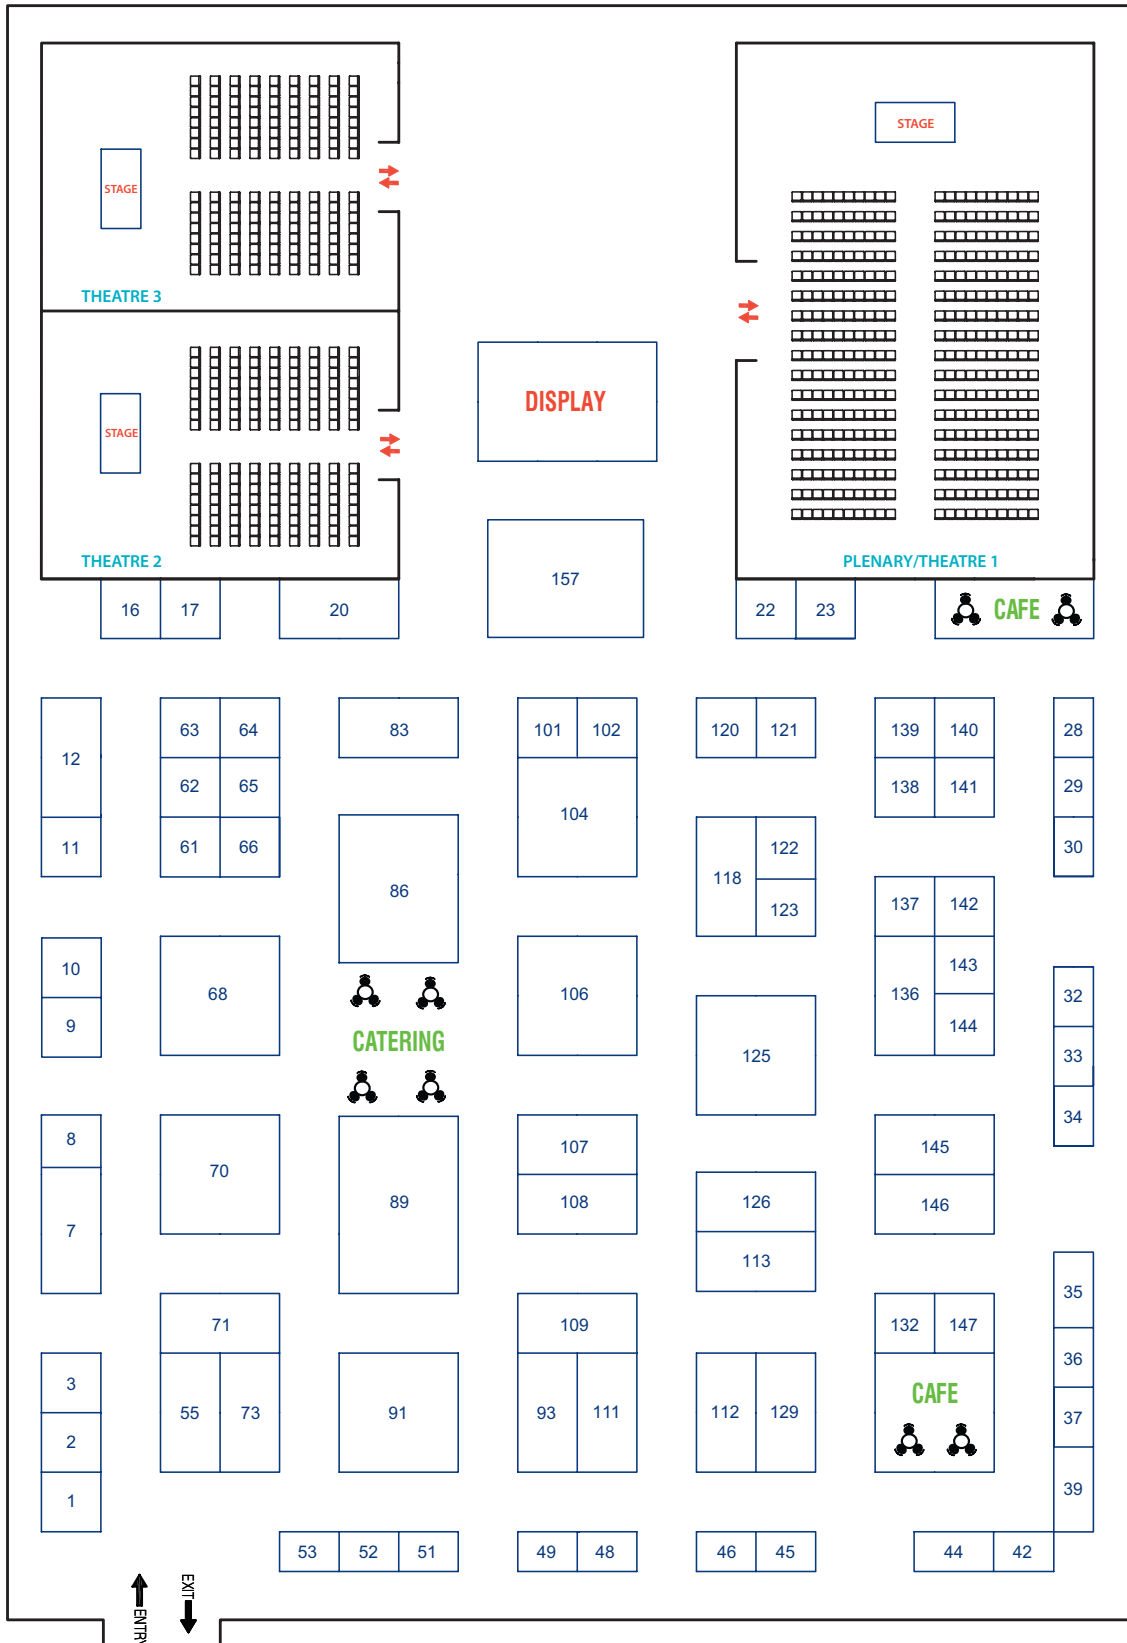 STAGE
STAGE
THEATRE 3
DISPLAY
STAGE
THEATRE 2
PLENARY/THEATRE 1
157
16 17 20 22 23 CAFE
63 64 83 101 102 120 121 139 140 28
12
62 65 104 138 141 29
11 61 66 122 30
118
86 123 137 142
10 68 106 143 32
136
9 144
CATERING 125 33
8 107 145 34
70
7 89 108 126 146
113
71 109 132 147 35
3 36
CAFE
55 73 91 93 111 112 129 37
2
1 39
53 52 51 49 48 46 45 44 42
EXIT
ENTRY